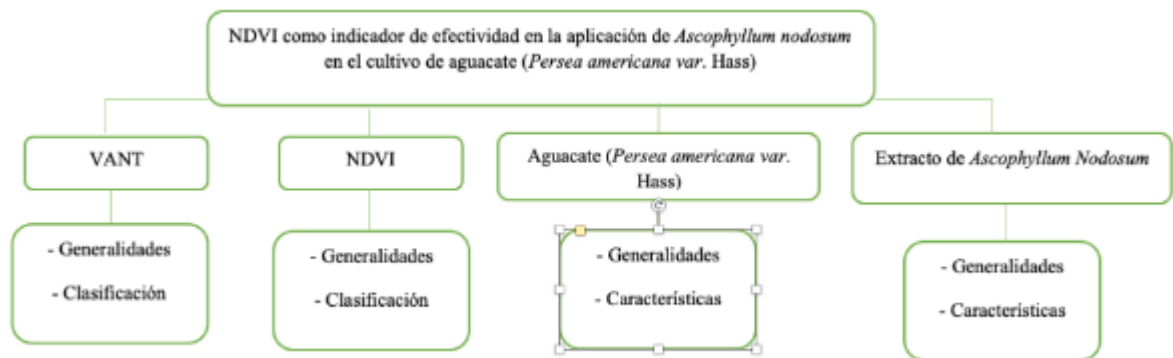 NDVI como indicador de efectividad en la aplicación de Ascophyllum nodosum
en el cultivo de aguacate (Persea americana var. Hass)
VANT
- Generalidades
- Clasificación
NDVI
- Generalidades
- Clasificación
Aguacate (Persea americana var.
Hass)
- Generalidades
- Características
Extracto de Ascophyllum Nodosum
- Generalidades
- Características